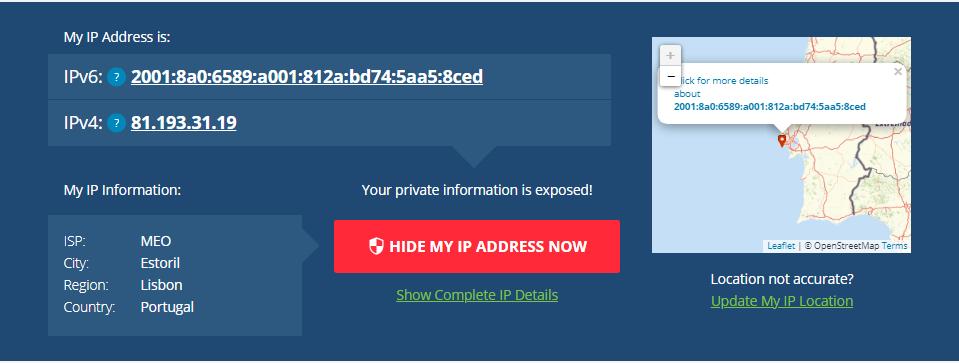 My IP Address is:
IPv6: ? 2001:8a0:6589:a001:812a:bd74:5aa5:8ced
IPv4: ? 81.193.31.19
My IP Information:
ISP: MEO
City: Estoril
Region: Lisbon
Country: Portugal
Your private information is exposed!
HIDE MY IP ADDRESS NOW
Show Complete IP Details
+
−
×
lick for more details
about
2001:8a0:6589:a001:812a:bd74:5aa5:8ced
Leaflet | © OpenStreetMap Terms
Location not accurate?
Update My IP Location